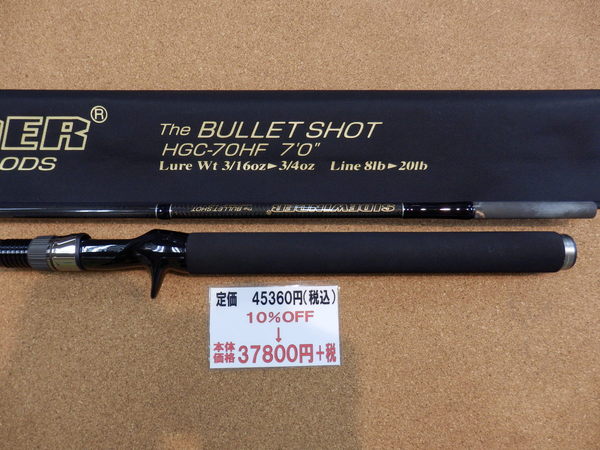 DER®
ODS
The BULLET SHOT
HGC-70HF 7'0"
Lure Wt 3/16oz►3/4oz Line 8lb►20lb
SIDEWINDER
The BULLET SHOT
定価 45360円(税込)
10%OFF
↓
本体価格 37800円+税